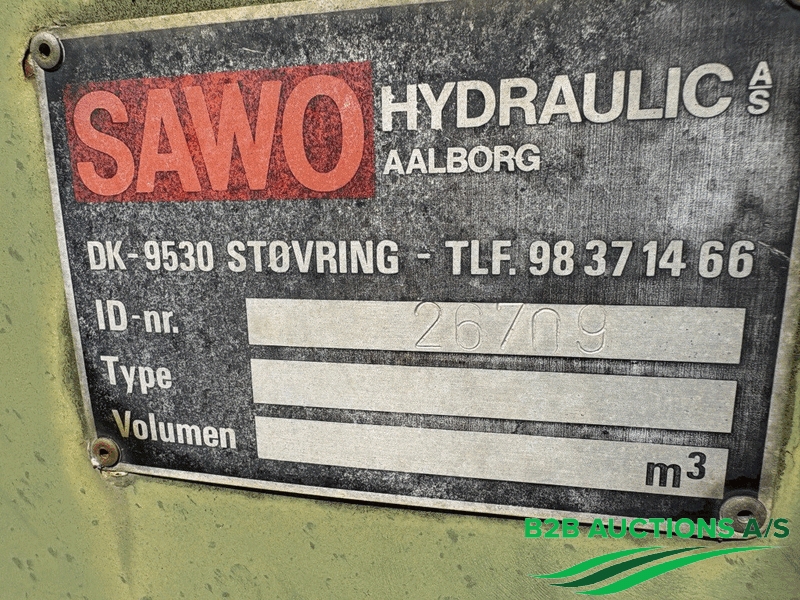 SAWO HYDRAULIC A/S
AALBORG
DK-9530 STØVRING - TLF. 98 37 14 66
ID-nr. 26709
Type
Volumen m³
B2B AUCTIONS A/S